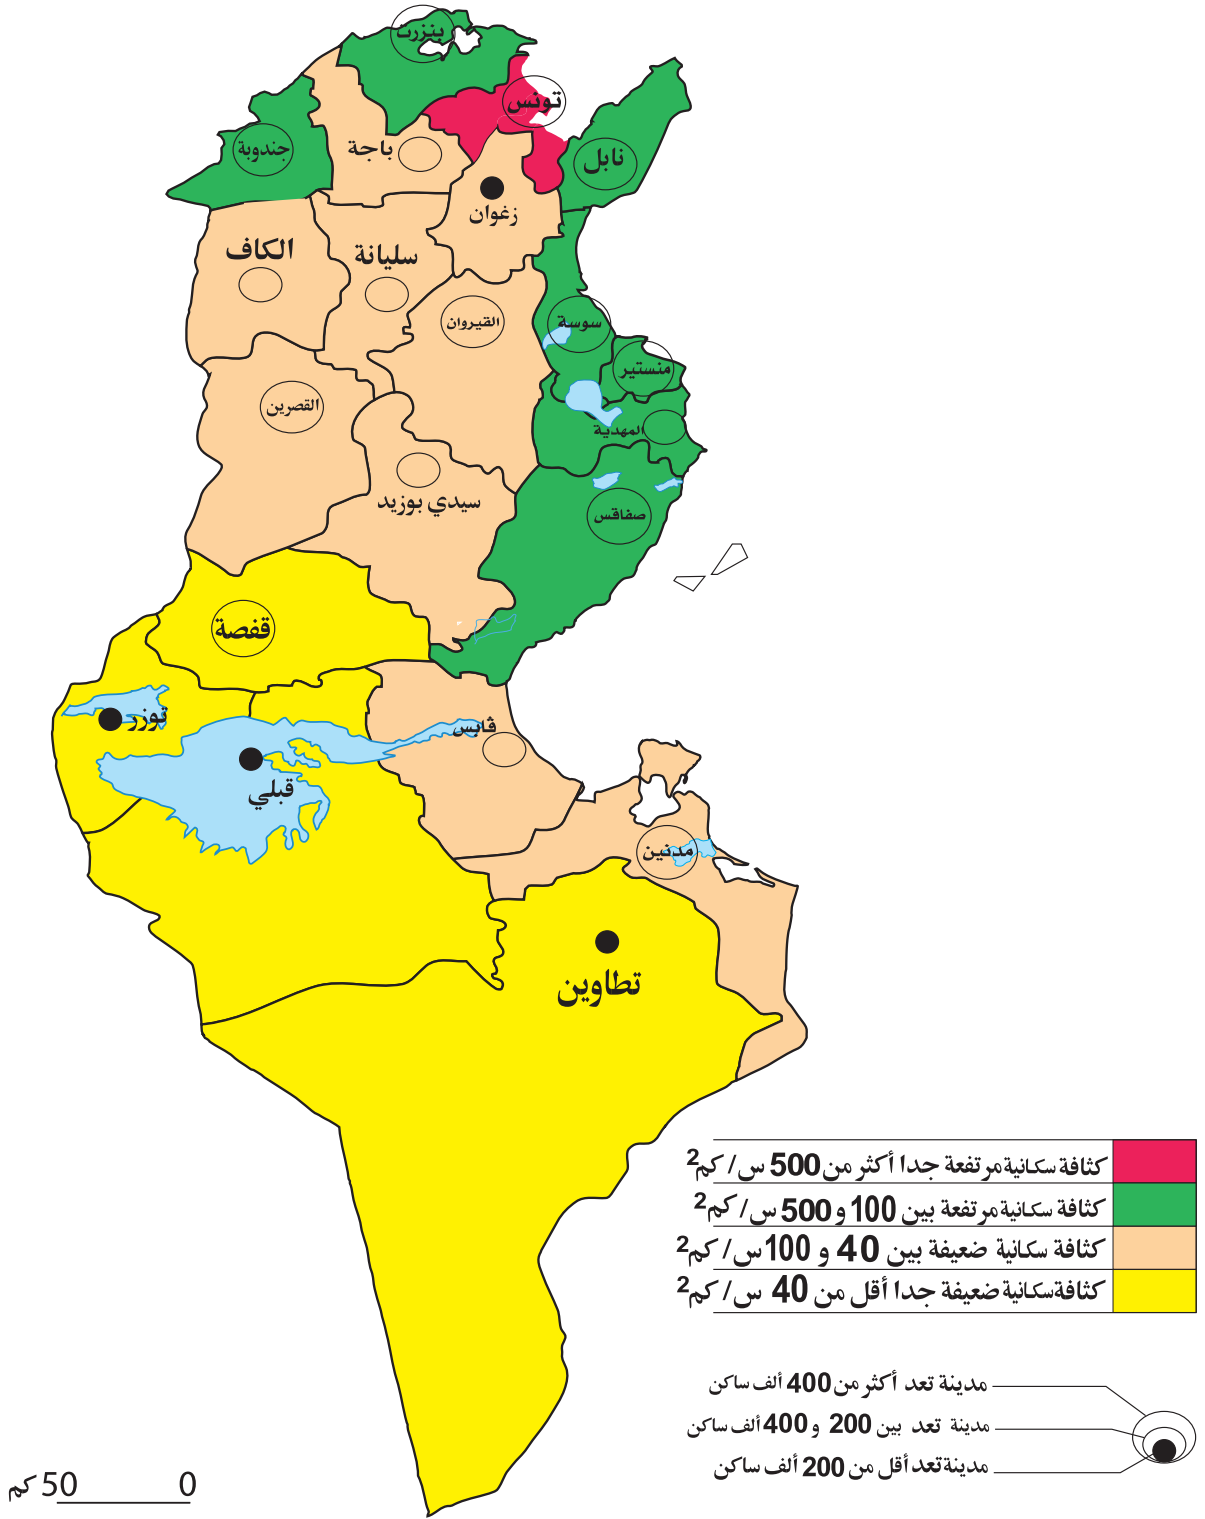 بنزرت
تونس
جندوبة
باجة
نابل
زغوان
الكاف
سليانة
القيروان
سوسة
منستير
القصرين
المهدية
سيدي بوزيد
صفاقس
قفصة
توزر
ڤابس
قبلي
مدنين
تطاوين
كثافة سكانية مرتفعة جدا أكثر من 500 س/ كم²
كثافة سكانية مرتفعة بين 100 و 500 س/ كم²
كثافة سكانية ضعيفة بين 40 و 100 س/ كم²
كثافة سكانية ضعيفة جدا أقل من 40 س/ كم²
مدينة تعد أكثر من 400 ألف ساكن
مدينة تعد بين 200 و 400 ألف ساكن
مدينة تعد أقل من 200 ألف ساكن
0 50 كم